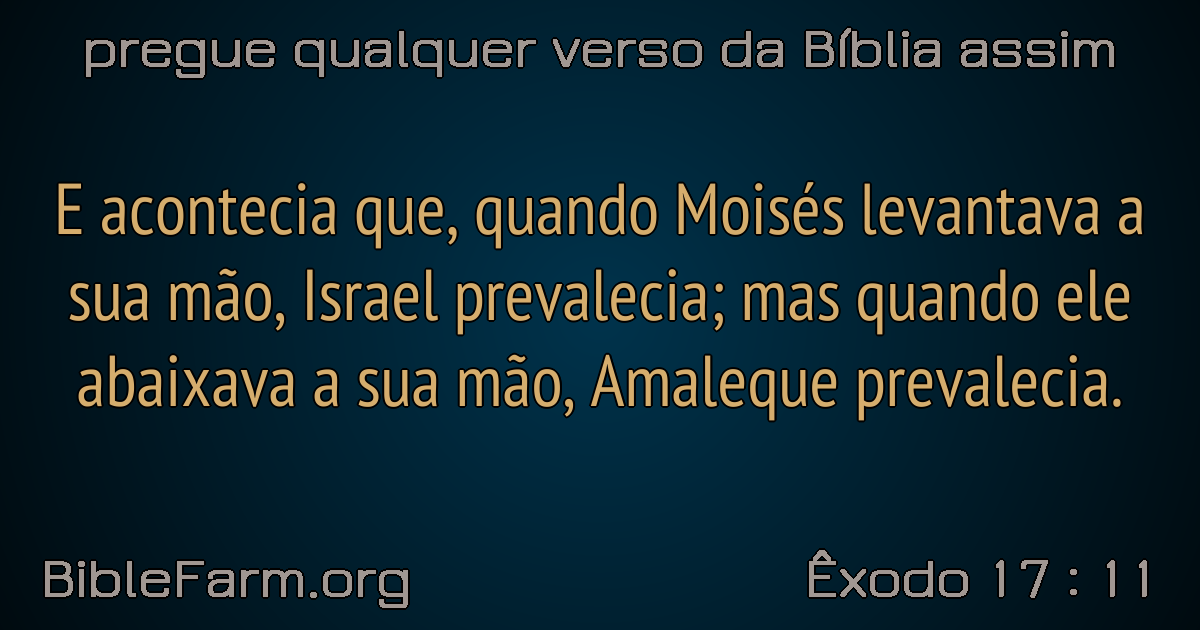 pregue qualquer verso da Bíblia assim
E acontecia que, quando Moisés levantava a
sua mão, Israel prevalecia; mas quando ele
abaixava a sua mão, Amaleque prevalecia.
BibleFarm.org
Êxodo 17 : 11